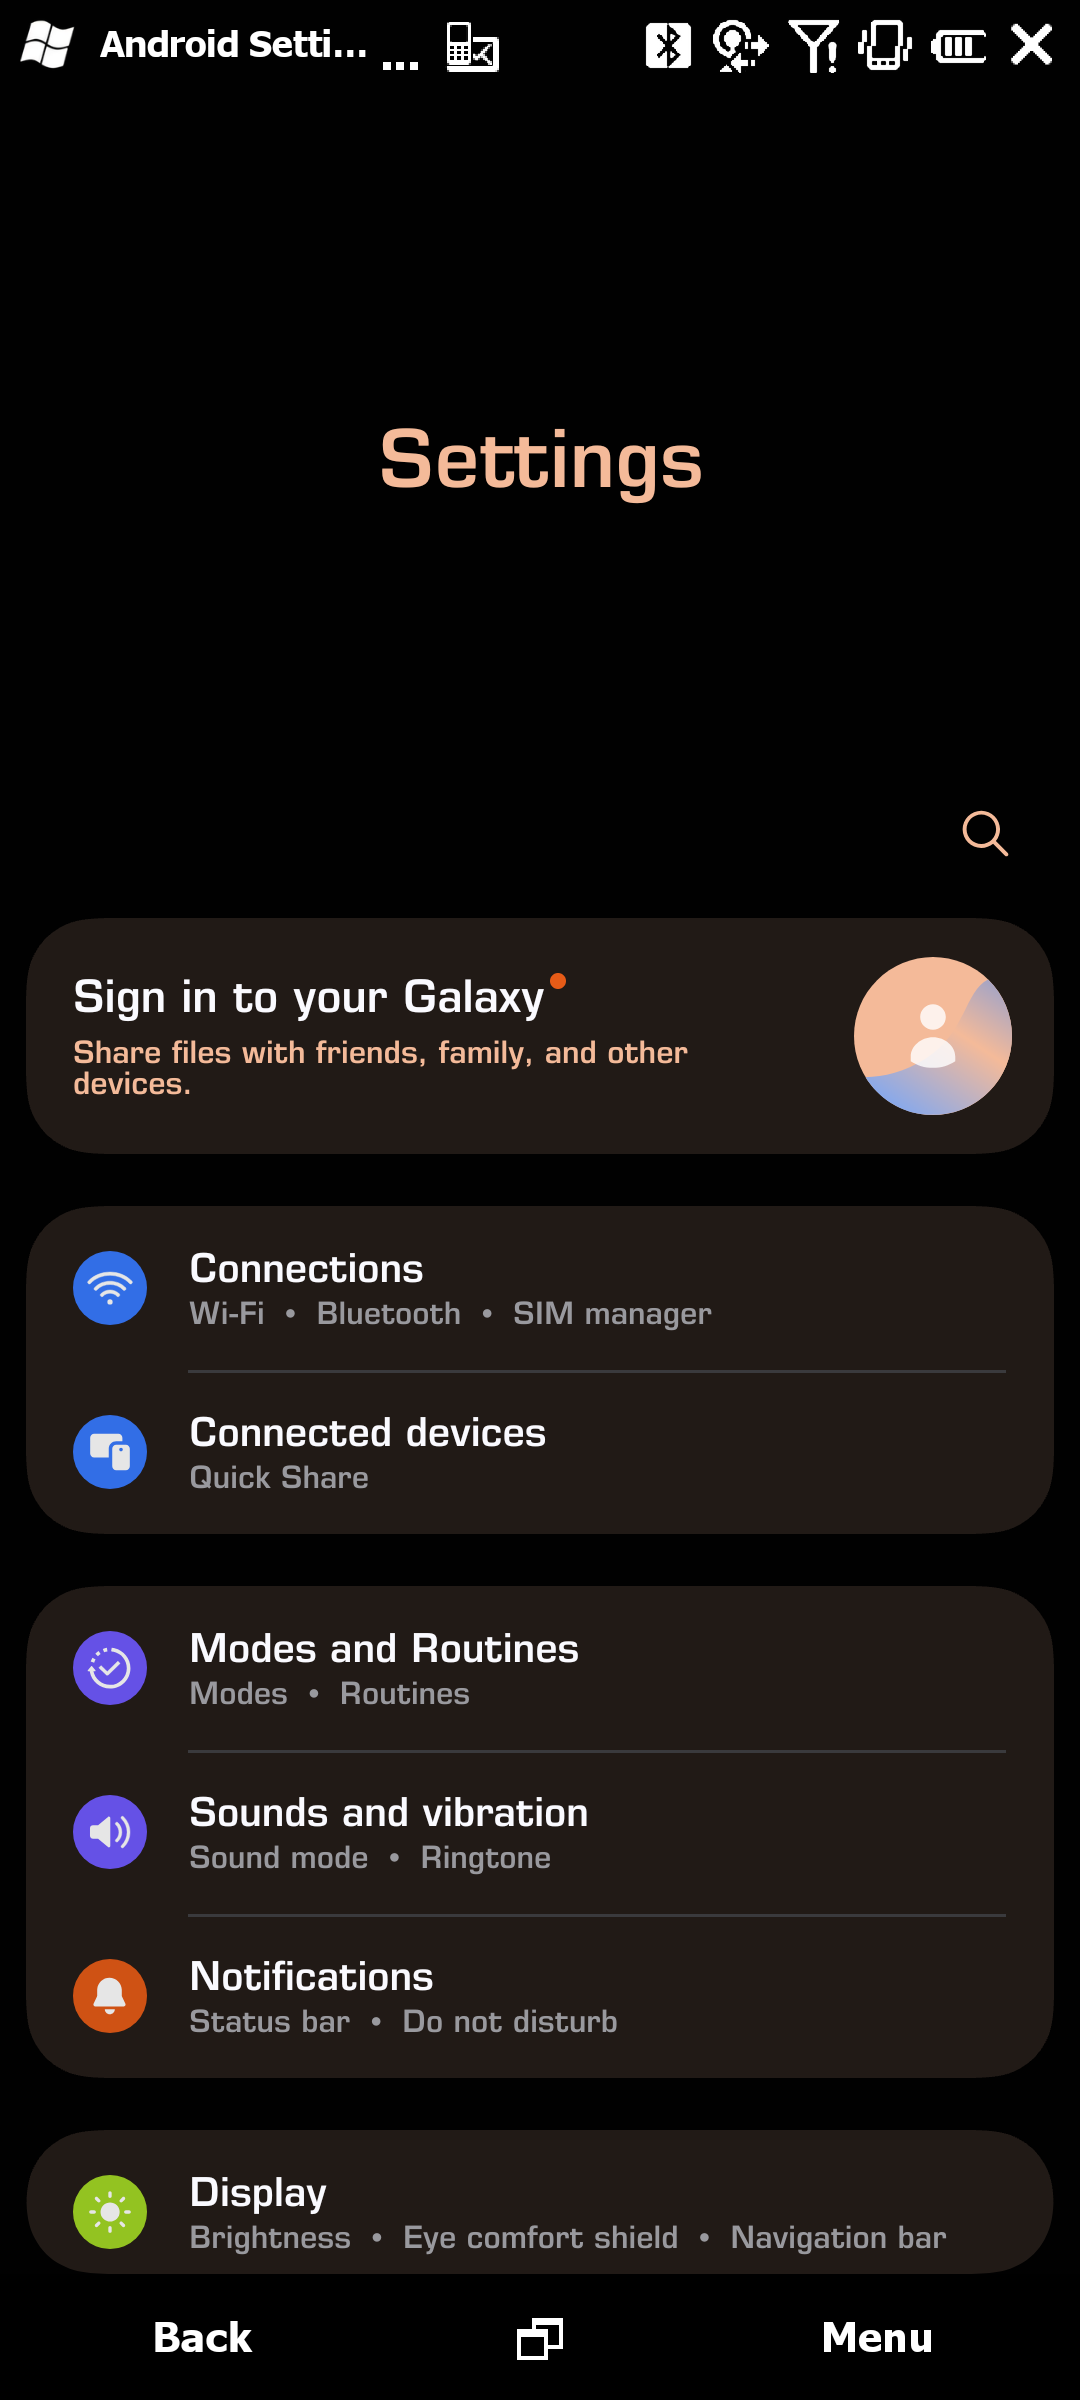 Android Setti... ...
Settings
Sign in to your Galaxy
Share files with friends, family, and other
devices.
Connections
Wi-Fi • Bluetooth • SIM manager
Connected devices
Quick Share
Modes and Routines
Modes • Routines
Sounds and vibration
Sound mode • Ringtone
Notifications
Status bar • Do not disturb
Display
Brightness • Eye comfort shield • Navigation bar
Back Menu